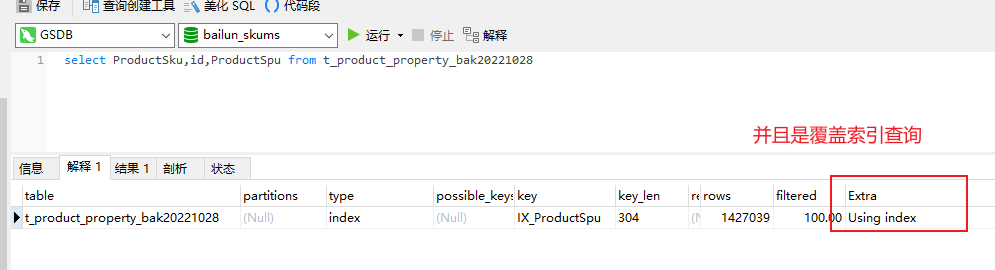 保存 查询创建工具 美化 SQL () 代码段
GSDB bailun_skums 运行 停止 解释
1 select ProductSku,id,ProductSpu from t_product_property_bak20221028
并且是覆盖索引查询
信息 解释 1 结果 1 剖析 状态
table partitions type possible_keys key key_len re rows filtered Extra
t_product_property_bak20221028 (Null) index (Null) IX_ProductSpu 304 (N 1427039 100.00 Using index